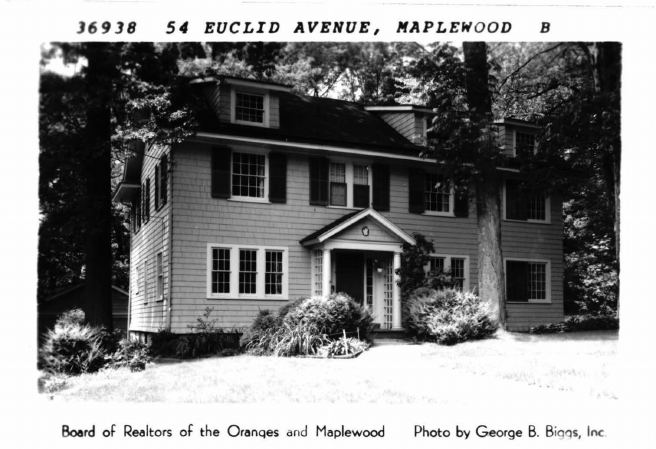 36938 54 EUCLID AVENUE, MAPLEWOOD B
Board of Realtors of the Oranges and Maplewood Photo by George B. Biggs, Inc.